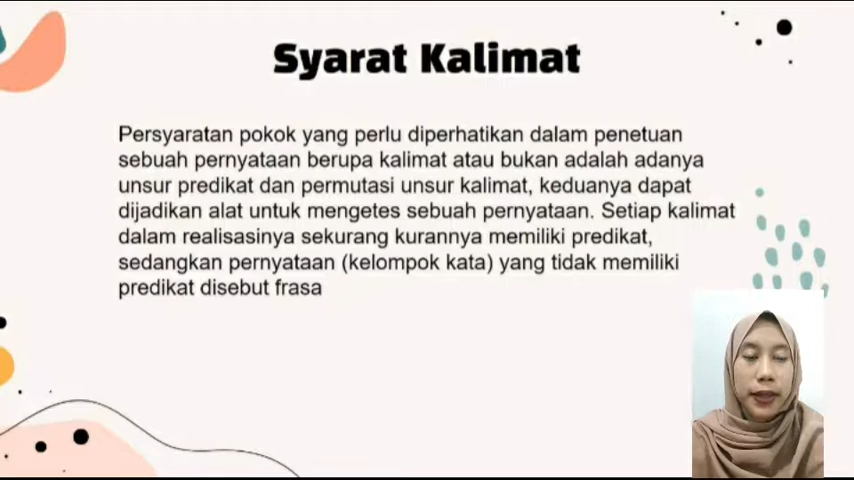 Syarat Kalimat
Persyaratan pokok yang perlu diperhatikan dalam penetuan
sebuah pernyataan berupa kalimat atau bukan adalah adanya
unsur predikat dan permutasi unsur kalimat, keduanya dapat
dijadikan alat untuk mengetes sebuah pernyataan. Setiap kalimat
dalam realisasinya sekurang kurannya memiliki predikat,
sedangkan pernyataan (kelompok kata) yang tidak memiliki
predikat disebut frasa